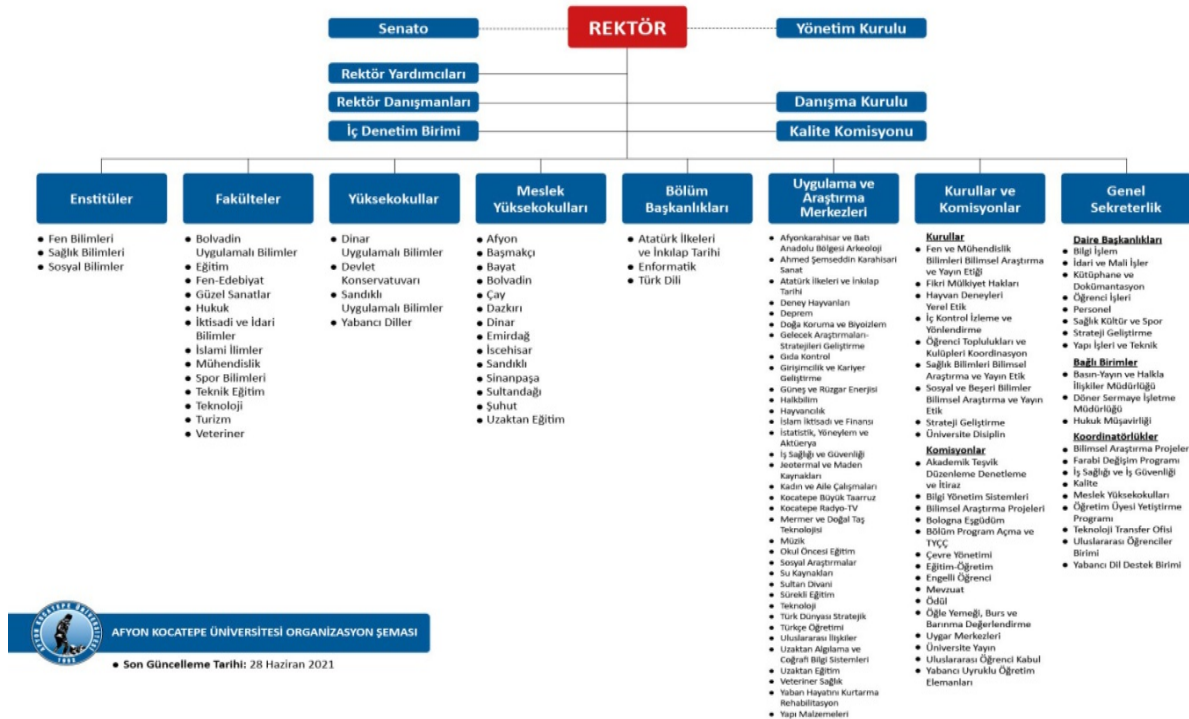 Senato
REKTÖR
Yönetim Kurulu
Rektör Yardımcıları
Rektör Danışmanları
Danışma Kurulu
İç Denetim Birimi
Kalite Komisyonu
Enstitüler
• Fen Bilimleri
• Sağlık Bilimleri
• Sosyal Bilimler
Fakülteler
• Bolvadin
Uygulamalı Bilimler
• Eğitim
• Fen-Edebiyat
• Güzel Sanatlar
• Hukuk
• İktisadi ve İdari
Bilimler
• İslami İlimler
• Mühendislik
• Spor Bilimleri
• Teknik Eğitim
• Teknoloji
• Turizm
• Veteriner
Yüksekokullar
• Dinar
Uygulamalı Bilimler
• Devlet
Konservatuvarı
• Sandıklı
Uygulamalı Bilimler
• Yabancı Diller
Meslek
Yüksekokulları
• Afyon
• Başmakçı
• Bayat
• Bolvadin
• Çay
• Dazkırı
• Dinar
• Emirdağ
• İscehisar
• Sandıklı
• Sinanpaşa
• Sultandağı
• Şuhut
• Uzaktan Eğitim
Bölüm
Başkanlıkları
• Atatürk İlkeleri
ve İnkılap Tarihi
• Enformatik
• Türk Dili
Uygulama ve
Araştırma
Merkezleri
• Afyonkarahisar ve Batı
Anadolu Bölgesi Arkeoloji
• Ahmed Şemseddin Karahisari
Sanat
• Atatürk İlkeleri ve İnkılap
Tarihi
• Deney Hayvanları
• Deprem
• Doğa Koruma ve Biyoizlem
• Gelecek Araştırmaları-
Stratejileri Geliştirme
• Gıda Kontrol
• Girişimcilik ve Kariyer
Geliştirme
• Güneş ve Rüzgar Enerjisi
• Halkbilim
• Hayvancılık
• İslam İktisadı ve Finansı
• İstatistik, Yöneylem ve
Aktüerya
• İş Sağlığı ve Güvenliği
• Jeotermal ve Maden
Kaynakları
• Kadın ve Aile Çalışmaları
• Kocatepe Büyük Taarruz
• Kocatepe Radyo-TV
• Mermer ve Doğal Taş
Teknolojisi
• Müzik
• Okul Öncesi Eğitim
• Sosyal Araştırmalar
• Su Kaynakları
• Sultan Divani
• Sürekli Eğitim
• Teknoloji
• Türk Dünyası Stratejik
• Türkçe Öğretimi
• Uluslararası İlişkiler
• Uzaktan Algılama ve
Coğrafi Bilgi Sistemleri
• Uzaktan Eğitim
• Veteriner Sağlık
• Yaban Hayatını Kurtarma
Rehabilitasyon
• Yapı Malzemeleri
Kurullar ve
Komisyonlar
Kurullar
• Fen ve Mühendislik
Bilimleri Bilimsel Araştırma
ve Yayın Etiği
• Fikri Mülkiyet Hakları
• Hayvan Deneyleri
Yerel Etik
• İç Kontrol İzleme ve
Yönlendirme
• Öğrenci Toplulukları ve
Kulüpleri Koordinasyon
• Sağlık Bilimleri Bilimsel
Araştırma ve Yayın Etik
• Sosyal ve Beşeri Bilimler
Bilimsel Araştırma ve Yayın
Etik
• Strateji Geliştirme
• Üniversite Disiplin
Komisyonlar
• Akademik Teşvik
Düzenleme Denetleme
ve İtiraz
• Bilgi Yönetim Sistemleri
• Bilimsel Araştırma Projeleri
• Bologna Eşgüdüm
• Bölüm Program Açma ve
TYÇÇ
• Çevre Yönetimi
• Eğitim-Öğretim
• Engelli Öğrenci
• Mevzuat
• Ödül
• Öğle Yemeği, Burs ve
Barınma Değerlendirme
• Uygar Merkezleri
• Üniversite Yayın
• Uluslararası Öğrenci Kabul
• Yabancı Uyruklu Öğretim
Elemanları
Genel
Sekreterlik
Daire Başkanlıkları
• Bilgi İşlem
• İdari ve Mali İşler
• Kütüphane ve
Dokümantasyon
• Öğrenci İşleri
• Personel
• Sağlık Kültür ve Spor
• Strateji Geliştirme
• Yapı İşleri ve Teknik
Bağlı Birimler
• Basın-Yayın ve Halkla
İlişkiler Müdürlüğü
• Döner Sermaye İşletme
Müdürlüğü
• Hukuk Müşavirliği
Koordinatörlükler
• Bilimsel Araştırma Projeler
• Farabi Değişim Programı
• İş Sağlığı ve İş Güvenliği
• Kalite
• Meslek Yüksekokulları
• Öğretim Üyesi Yetiştirme
Programı
• Teknoloji Transfer Ofisi
• Uluslararası Öğrenciler
Birimi
• Yabancı Dil Destek Birimi
AFYON KOCATEPE ÜNİVERSİTESİ
1992
AFYON KOCATEPE ÜNİVERSİTESİ ORGANİZASYON ŞEMASI
• Son Güncelleme Tarihi: 28 Haziran 2021